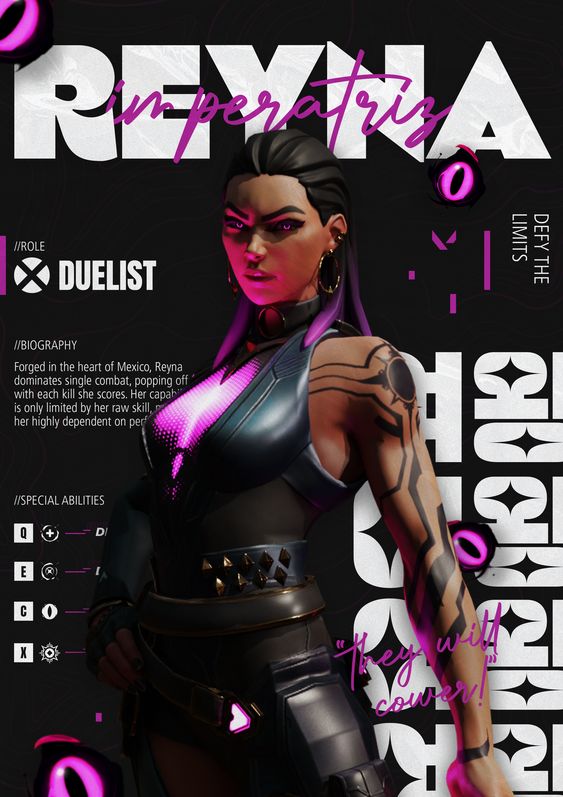 REYNA
imperatriz
DEFY THE
LIMITS
//ROLE
DUELIST
//BIOGRAPHY
Forged in the heart of Mexico, Reyna
dominates single combat, popping off
with each kill she scores. Her
is only limited by her raw skill,
her highly dependent on
//SPECIAL ABILITIES
Q
E
C
X
"they will
cower!"